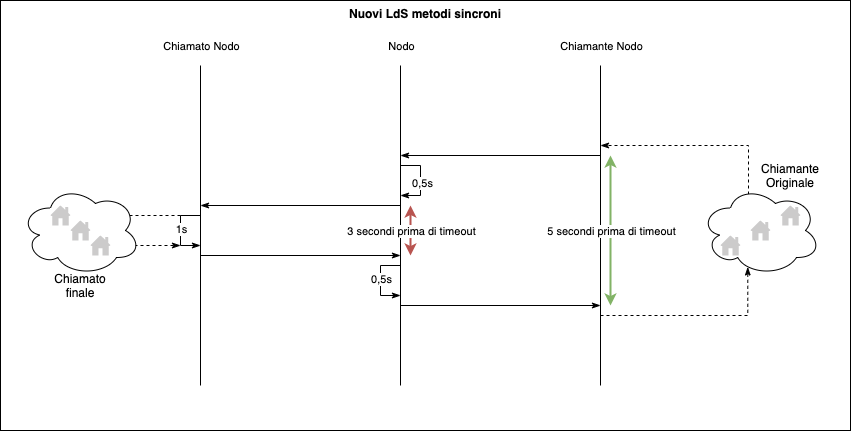 Nuovi LdS metodi sincroni
Chiamato Nodo
Nodo
Chiamante Nodo
Chiamante
Originale
0,5s
1s
3 secondi prima di timeout
5 secondi prima di timeout
Chiamato
finale
0,5s